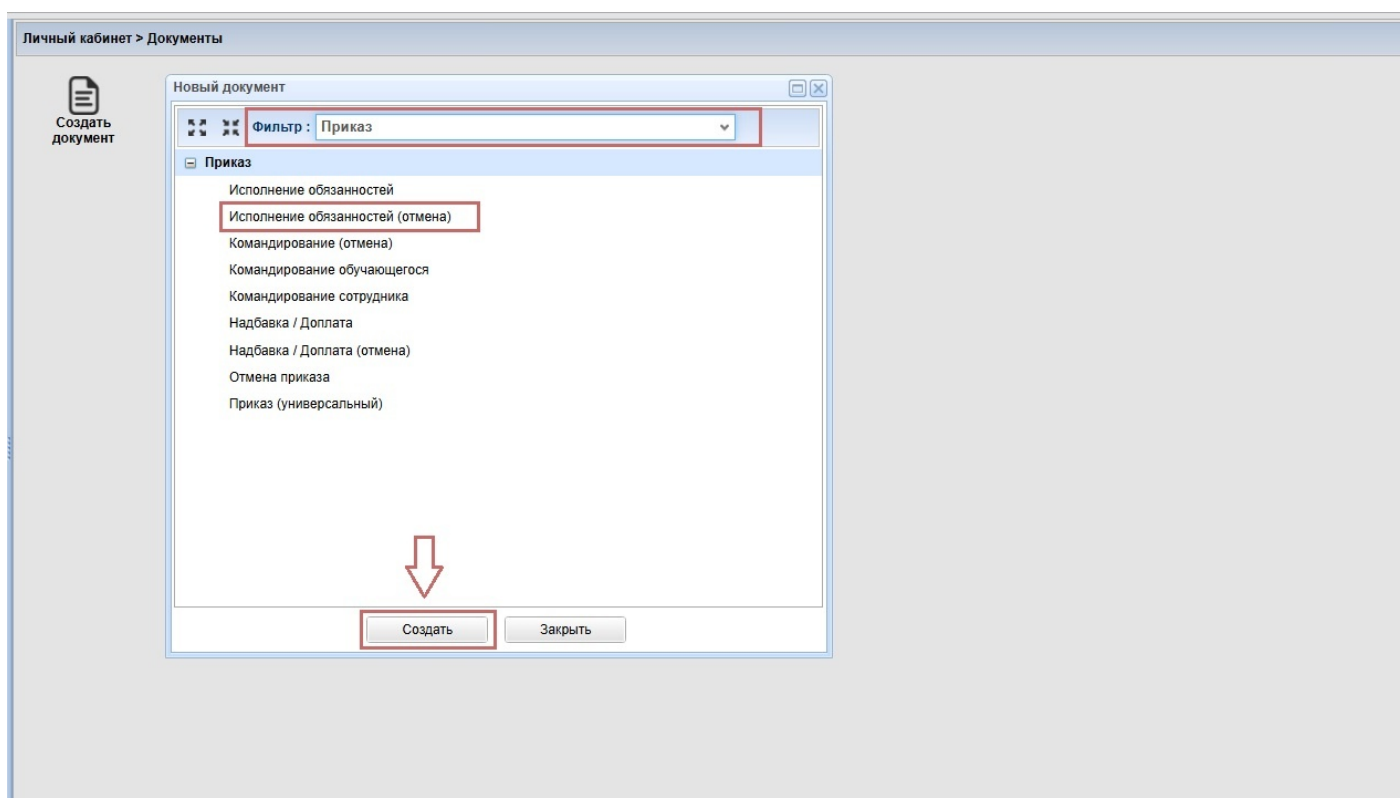 Личный кабинет > Документы
Создать
документ
Новый документ
Фильтр : Приказ
Приказ
Исполнение обязанностей
Исполнение обязанностей (отмена)
Командирование (отмена)
Командирование обучающегося
Командирование сотрудника
Надбавка / Доплата
Надбавка / Доплата (отмена)
Отмена приказа
Приказ (универсальный)
Создать Закрыть